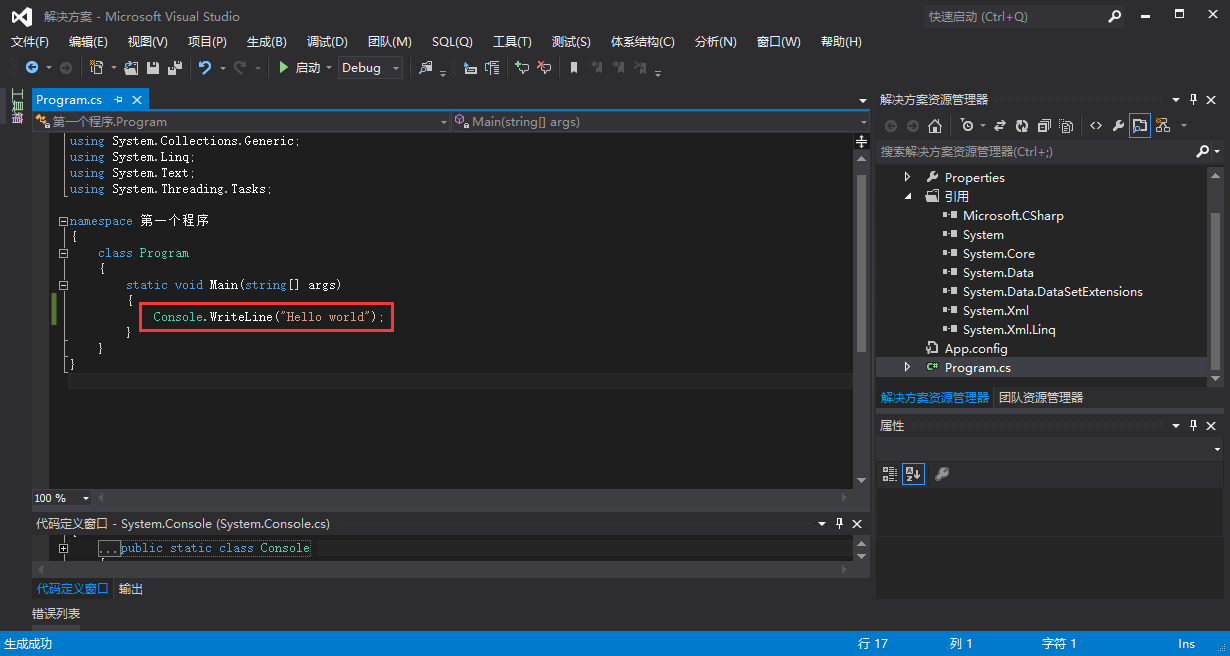 解决方案 - Microsoft Visual Studio
快速启动 (Ctrl+Q)
文件(F) 编辑(E) 视图(V) 项目(P) 生成(B) 调试(D) 团队(M) SQL(Q) 工具(T) 测试(S) 体系结构(C) 分析(N) 窗口(W) 帮助(H)
启动 Debug
工具箱
Program.cs
第一个程序.Program
Main(string[] args)
using System.Collections.Generic;
using System.Linq;
using System.Text;
using System.Threading.Tasks;
namespace 第一个程序
{
class Program
{
static void Main(string[] args)
{
Console.WriteLine("Hello world");
}
}
}
100 %
代码定义窗口 - System.Console (System.Console.cs)
...public static class Console
代码定义窗口 输出
错误列表
解决方案资源管理器
搜索解决方案资源管理器(Ctrl+;)
Properties
引用
Microsoft.CSharp
System
System.Core
System.Data
System.Data.DataSetExtensions
System.Xml
System.Xml.Linq
App.config
C# Program.cs
解决方案资源管理器 团队资源管理器
属性
生成成功 行 17 列 1 字符 1 Ins